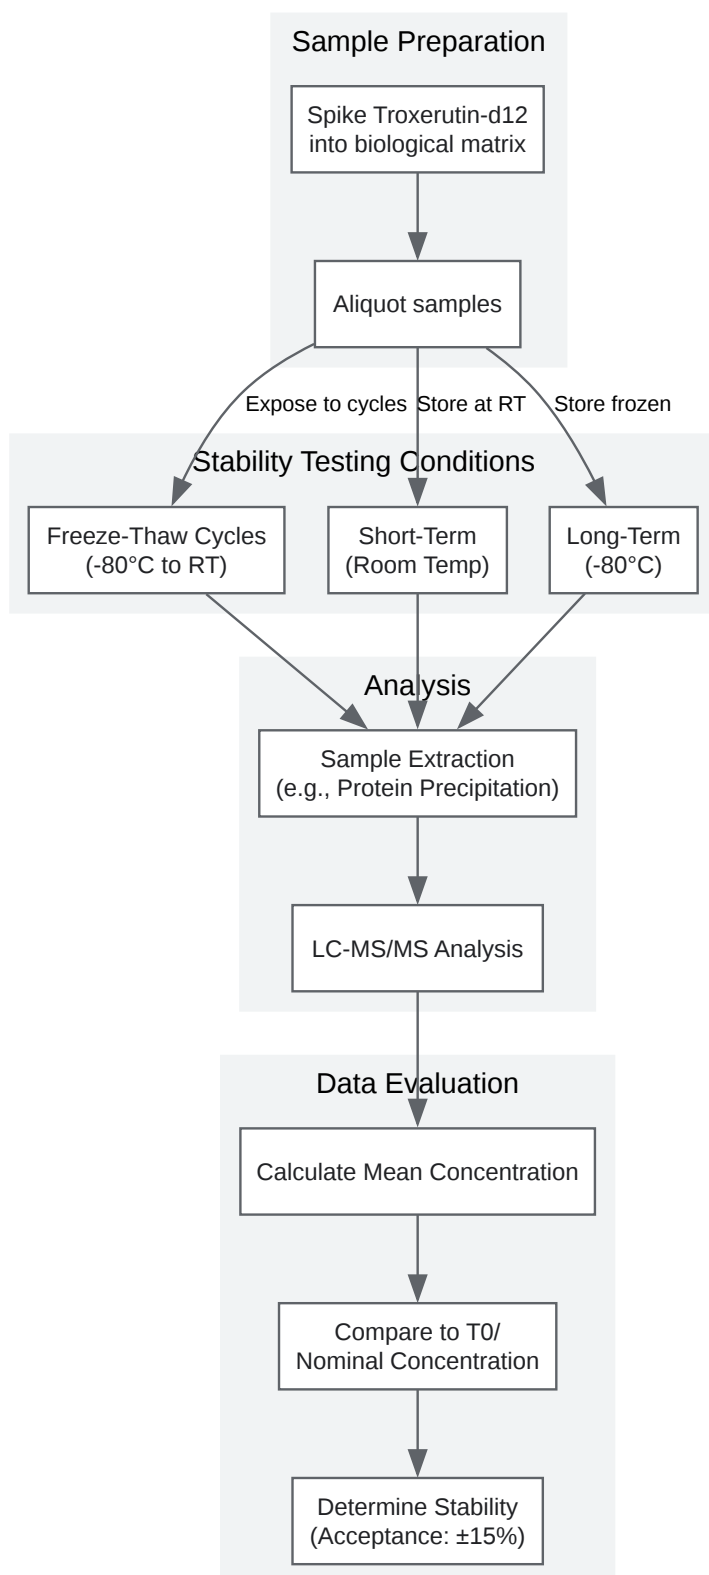 Sample Preparation
Spike Troxerutin-d12
into biological matrix
Aliquot samples
Expose to cycles
Store at RT
Store frozen
Stability Testing Conditions
Freeze-Thaw Cycles
(-80°C to RT)
Short-Term
(Room Temp)
Long-Term
(-80°C)
Analysis
Sample Extraction
(e.g., Protein Precipitation)
LC-MS/MS Analysis
Data Evaluation
Calculate Mean Concentration
Compare to T0/
Nominal Concentration
Determine Stability
(Acceptance: ±15%)